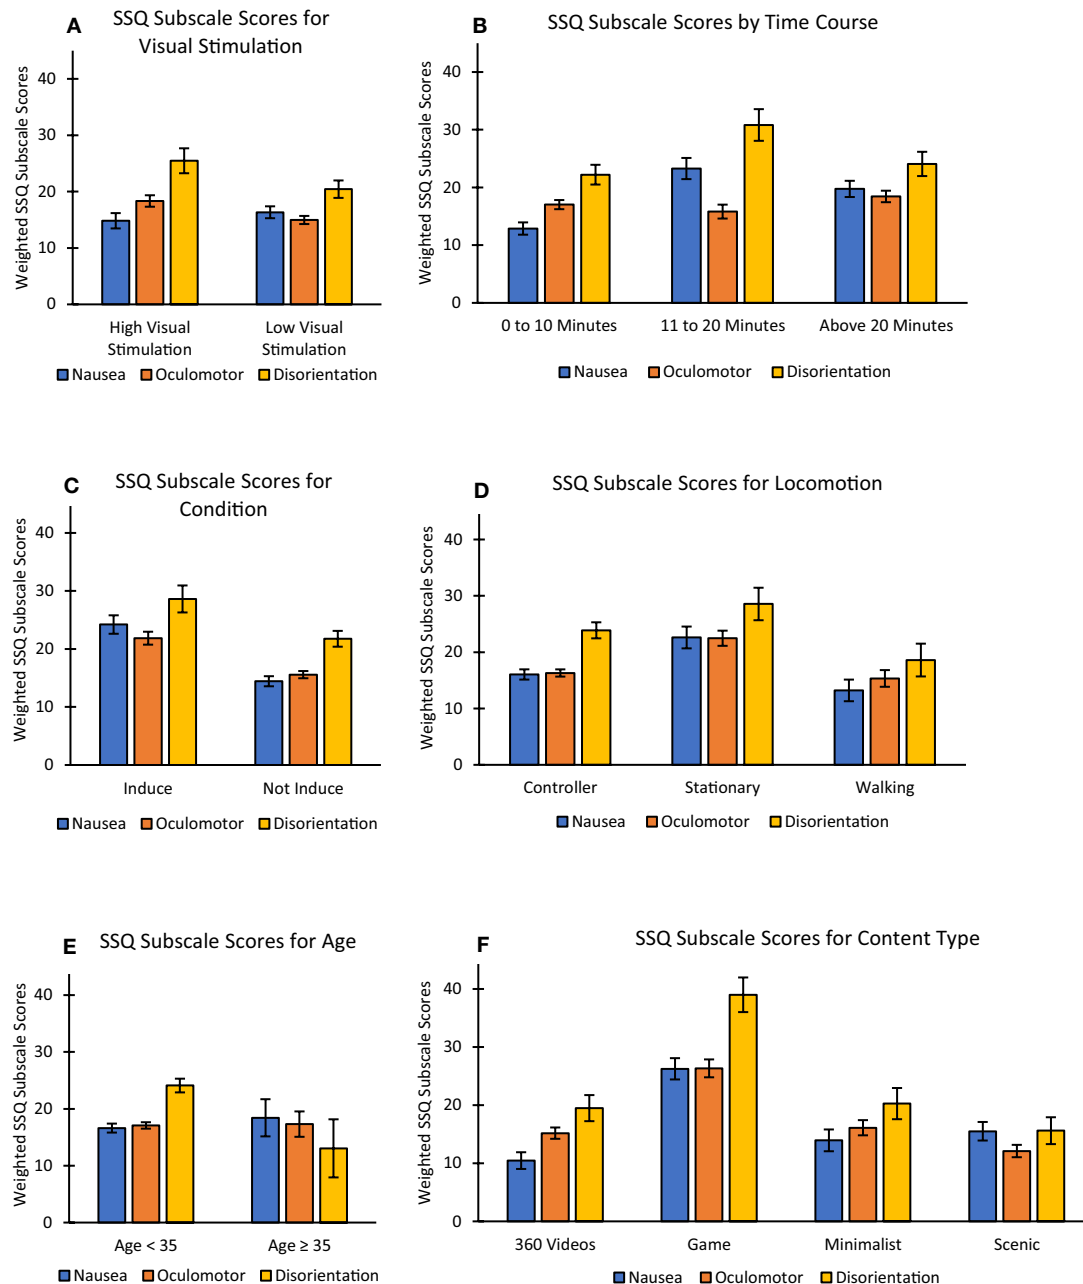 A
SSQ Subscale Scores for
Visual Stimulation
Weighted SSQ Subscale Scores
40
30
20
10
0
High Visual
Stimulation
Low Visual
Stimulation
Nausea Oculomotor Disorientation
B
SSQ Subscale Scores by Time Course
Weighted SSQ Subscale Scores
40
30
20
10
0
0 to 10 Minutes 11 to 20 Minutes Above 20 Minutes
Nausea Oculomotor Disorientation
C
SSQ Subscale Scores for
Condition
Weighted SSQ Subscale Scores
40
30
20
10
0
Induce Not Induce
Nausea Oculomotor Disorientation
D
SSQ Subscale Scores for Locomotion
Weighted SSQ Subscale Scores
40
30
20
10
0
Controller Stationary Walking
Nausea Oculomotor Disorientation
E
SSQ Subscale Scores for Age
Weighted SSQ Subscale Scores
40
30
20
10
0
Age < 35 Age ≥ 35
Nausea Oculomotor Disorientation
F
SSQ Subscale Scores for Content Type
Weighted SSQ Subscale Scores
40
30
20
10
0
360 Videos Game Minimalist Scenic
Nausea Oculomotor Disorientation